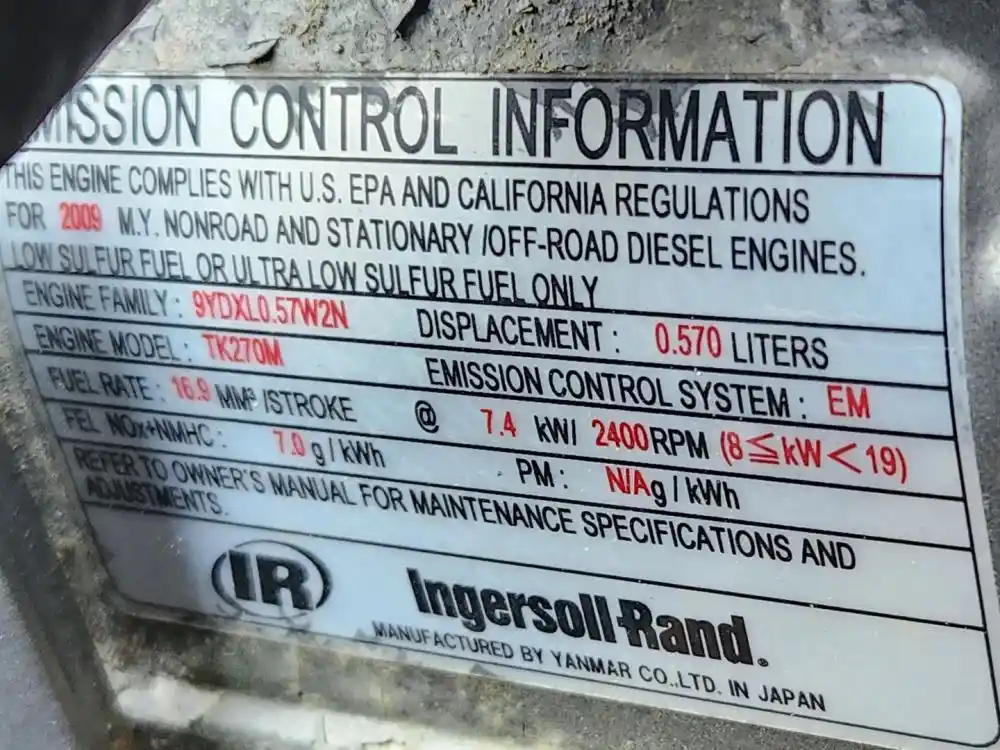 EMISSION CONTROL INFORMATION
THIS ENGINE COMPLIES WITH U.S. EPA AND CALIFORNIA REGULATIONS
FOR 2009 M.Y. NONROAD AND STATIONARY /OFF-ROAD DIESEL ENGINES.
LOW SULFUR FUEL OR ULTRA LOW SULFUR FUEL ONLY
ENGINE FAMILY : 9YDXL0.57W2N DISPLACEMENT : 0.570 LITERS
ENGINE MODEL : TK270M EMISSION CONTROL SYSTEM : EM
FUEL RATE : 16.9 MM³ /STROKE @ 7.4 kW/ 2400 RPM (8≦kW<19)
FEL NOx+NMHC : 7.0 g / kWh PM : N/A g / kWh
REFER TO OWNER'S MANUAL FOR MAINTENANCE SPECIFICATIONS AND
ADJUSTMENTS.
IR Ingersoll-Rand®
MANUFACTURED BY YANMAR CO.,LTD. IN JAPAN